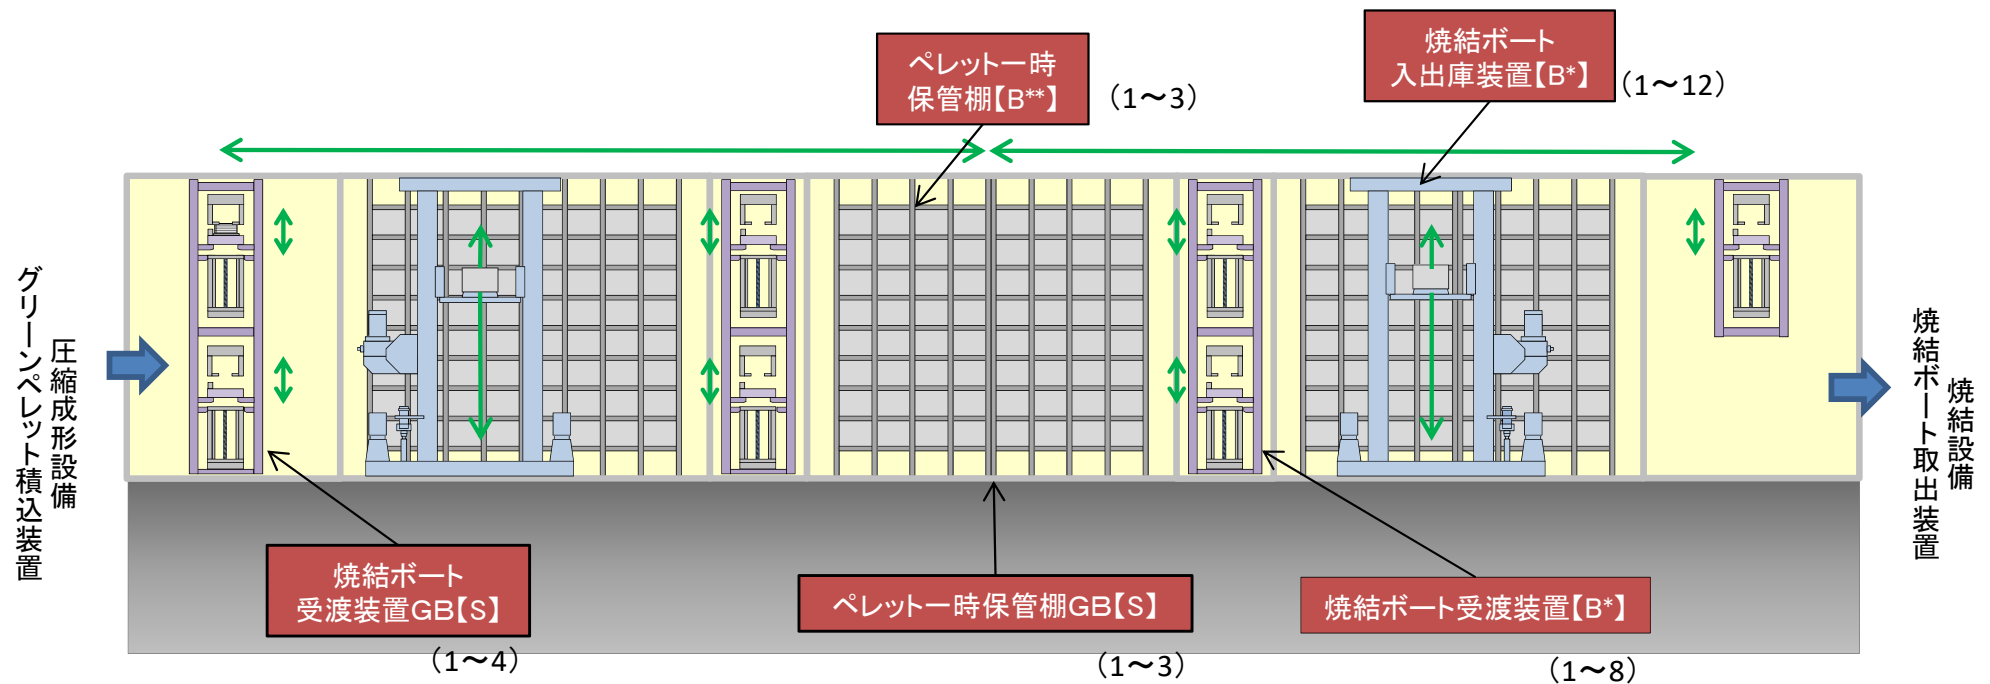 ペレット一時
保管棚【B**】
（1～3）
焼結ボート
入出庫装置【B*】
（1～12）
圧縮成形設備
グリーンペレット積込装置
焼結設備
焼結ボート取出装置
焼結ボート
受渡装置GB【S】
（1～4）
ペレット一時保管棚GB【S】
（1～3）
焼結ボート受渡装置【B*】
（1～8）